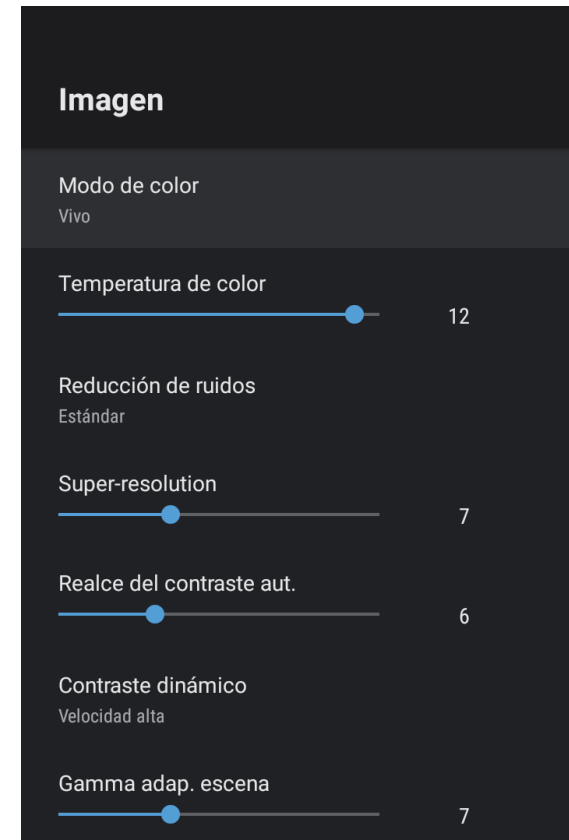 Imagen
Modo de color
Vivo
Temperatura de color
12
Reducción de ruidos
Estándar
Super-resolution
7
Realce del contraste aut.
6
Contraste dinámico
Velocidad alta
Gamma adap. escena
7